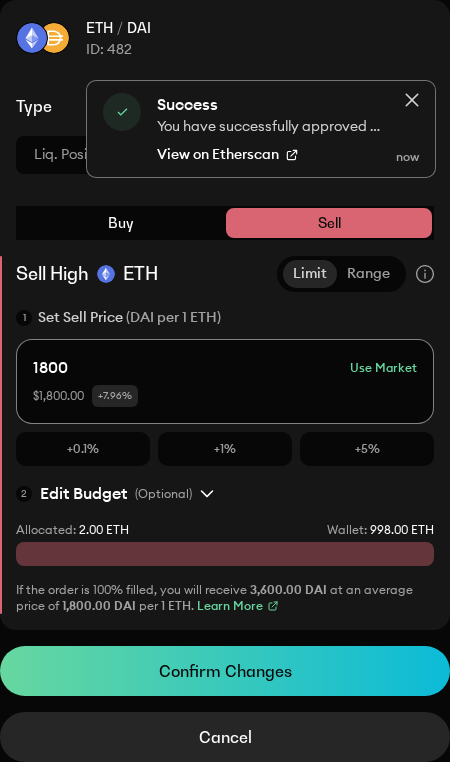 ETH / DAI
ID: 482
Type
Success
You have successfully approved ...
View on Etherscan
now
Liq. Posi
Buy
Sell
Sell High ETH
Limit
Range
1 Set Sell Price (DAI per 1 ETH)
1800
Use Market
$1,800.00 +7.96%
+0.1%
+1%
+5%
2 Edit Budget (Optional)
Allocated: 2.00 ETH
Wallet: 998.00 ETH
If the order is 100% filled, you will receive 3,600.00 DAI at an average
price of 1,800.00 DAI per 1 ETH. Learn More
Confirm Changes
Cancel